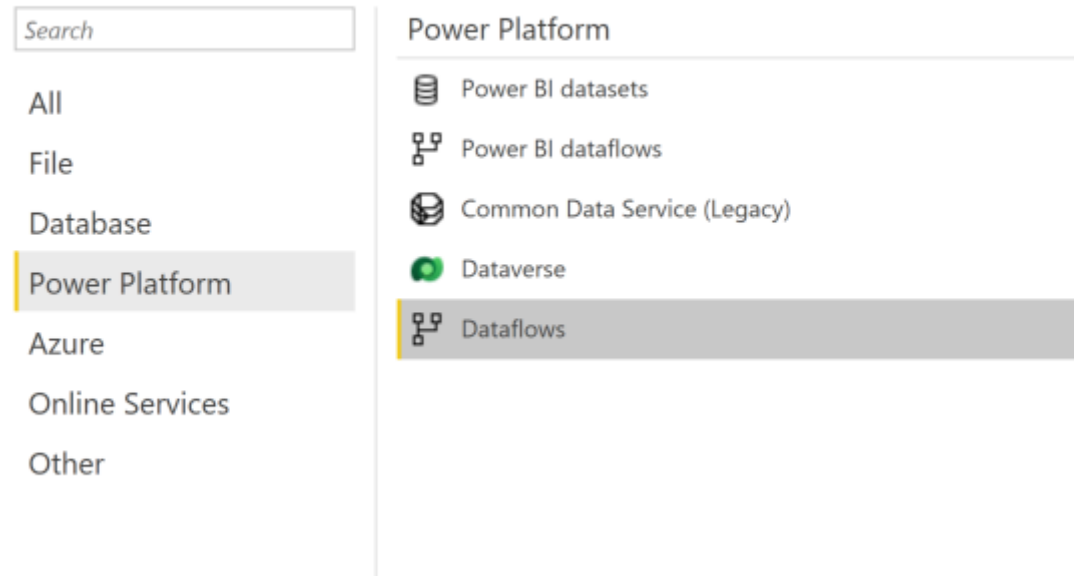 Search
All
File
Database
Power Platform
Azure
Online Services
Other
Power Platform
Power BI datasets
Power BI dataflows
Common Data Service (Legacy)
Dataverse
Dataflows